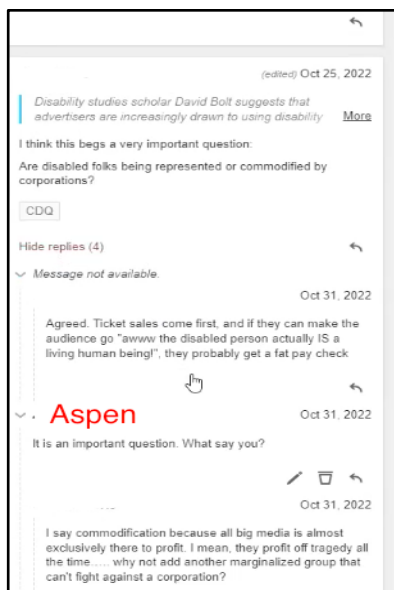 (edited) Oct 25, 2022
Disability studies scholar David Bolt suggests that
advertisers are increasingly drawn to using disability More
I think this begs a very important question:
Are disabled folks being represented or commodified by
corporations?
CDQ
Hide replies (4)
Message not available.
Oct 31, 2022
Agreed. Ticket sales come first, and if they can make the
audience go "awww the disabled person actually IS a
living human being!", they probably get a fat pay check
Aspen Oct 31, 2022
It is an important question. What say you?
Oct 31, 2022
I say commodification because all big media is almost
exclusively there to profit. I mean, they profit off tragedy all
the time..... why not add another marginalized group that
can't fight against a corporation?